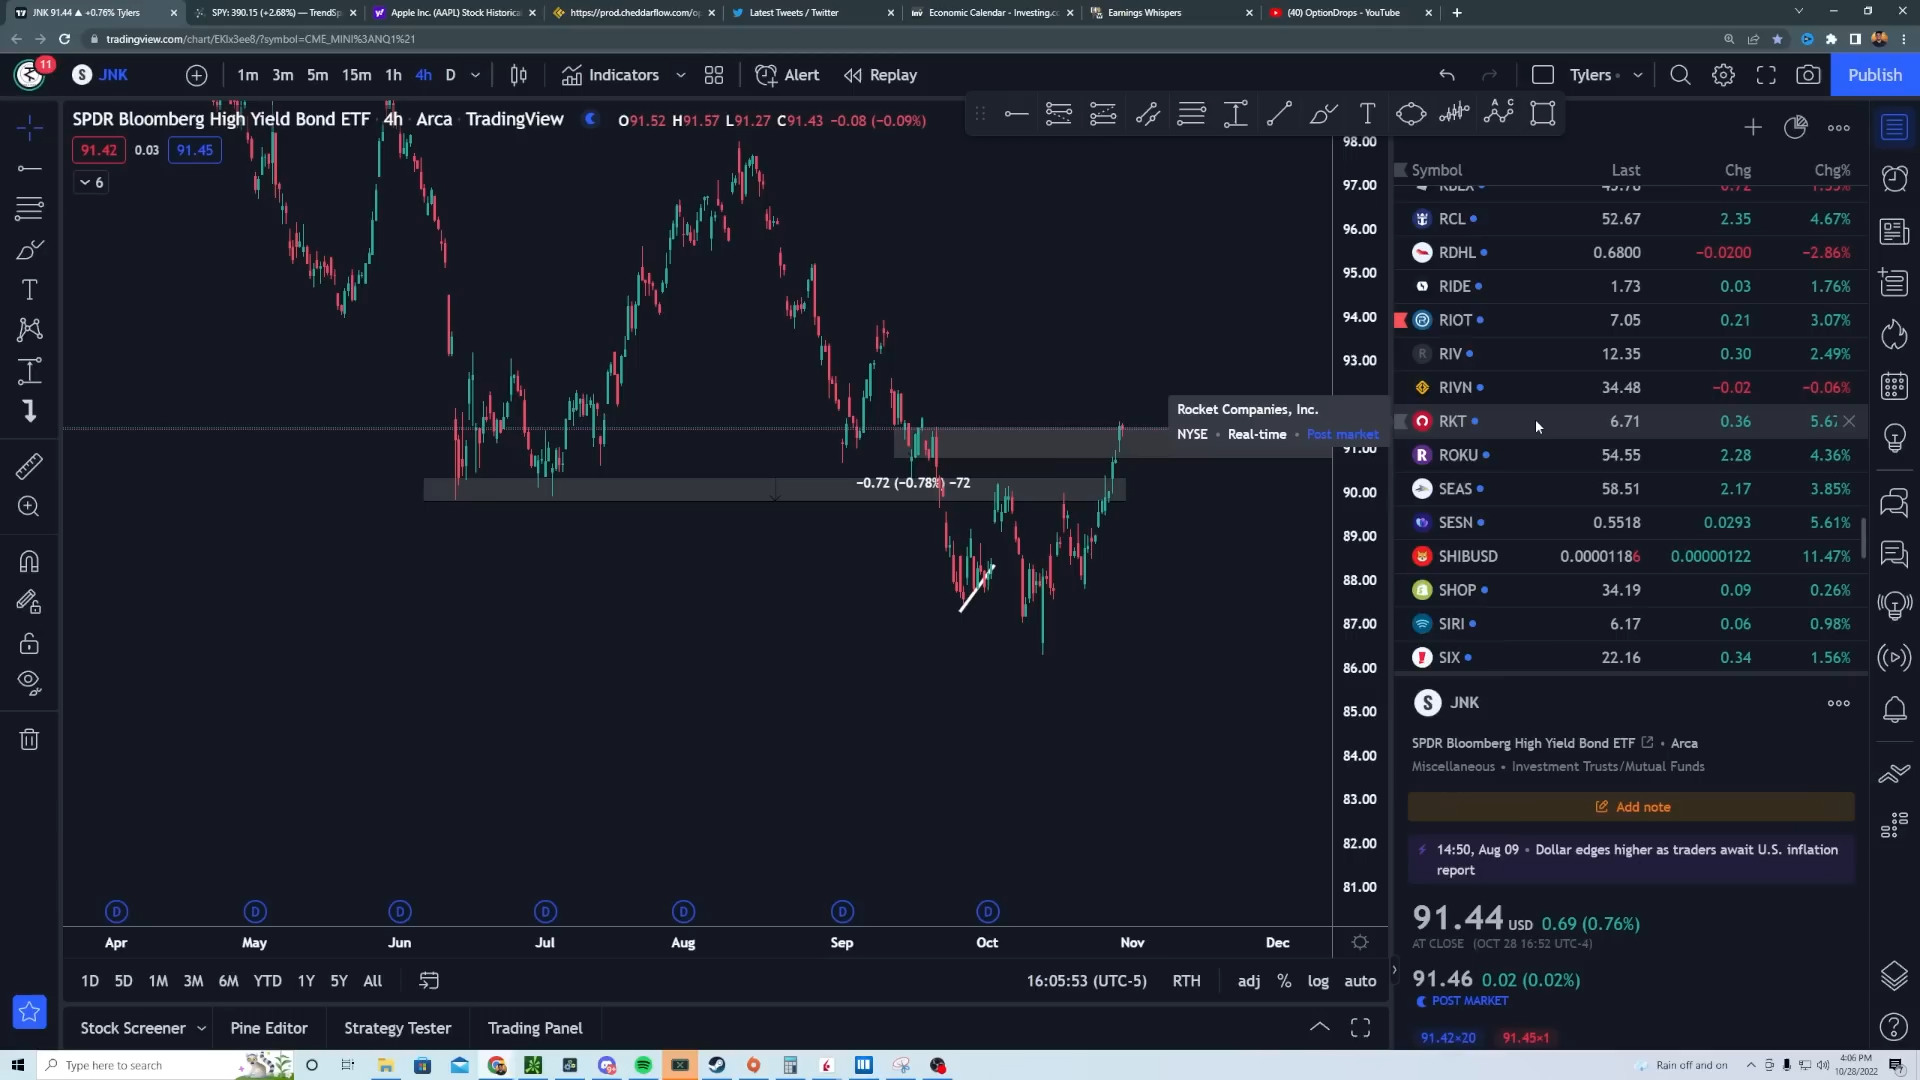 JNK 91.44 ▲ +0.76% Tylers
SPY: 390.15 (+2.68%) — TrendSp
Apple Inc. (AAPL) Stock Historica
https://prod.cheddarflow.com/op
Latest Tweets / Twitter
Economic Calendar - Investing.co
Earnings Whispers
(40) OptionDrops - YouTube
tradingview.com/chart/EKlx3ee8/?symbol=CME_MINI%3ANQ1%21
11
S JNK
1m 3m 5m 15m 1h 4h D
Indicators
Alert
Replay
Tylers
Publish
SPDR Bloomberg High Yield Bond ETF 4h Arca TradingView
O91.52 H91.57 L91.27 C91.43 −0.08 (−0.09%)
91.42 0.03 91.45
6
98.00
97.00
96.00
95.00
94.00
93.00
91.00
90.00
89.00
88.00
87.00
86.00
85.00
84.00
83.00
82.00
81.00
−0.72 (−0.78%) −72
Rocket Companies, Inc.
NYSE • Real-time • Post market
D D D D D D D
Apr May Jun Jul Aug Sep Oct Nov Dec
1D 5D 1M 3M 6M YTD 1Y 5Y All
16:05:53 (UTC-5) RTH adj % log auto
Stock Screener Pine Editor Strategy Tester Trading Panel
Symbol Last Chg Chg%
RCL 52.67 2.35 4.67%
RDHL 0.6800 −0.0200 −2.86%
RIDE 1.73 0.03 1.76%
RIOT 7.05 0.21 3.07%
R RIV 12.35 0.30 2.49%
RIVN 34.48 −0.02 −0.06%
RKT 6.71 0.36 5.67
R ROKU 54.55 2.28 4.36%
SEAS 58.51 2.17 3.85%
SESN 0.5518 0.0293 5.61%
SHIBUSD 0.00001186 0.00000122 11.47%
SHOP 34.19 0.09 0.26%
SIRI 6.17 0.06 0.98%
SIX 22.16 0.34 1.56%
S JNK
SPDR Bloomberg High Yield Bond ETF • Arca
Miscellaneous • Investment Trusts/Mutual Funds
Add note
14:50, Aug 09 • Dollar edges higher as traders await U.S. inflation
report
91.44 USD 0.69 (0.76%)
AT CLOSE (OCT 28 16:52 UTC-4)
91.46 0.02 (0.02%)
POST MARKET
91.42×20 91.45×1
Type here to search
Rain off and on
4:06 PM
10/28/2022